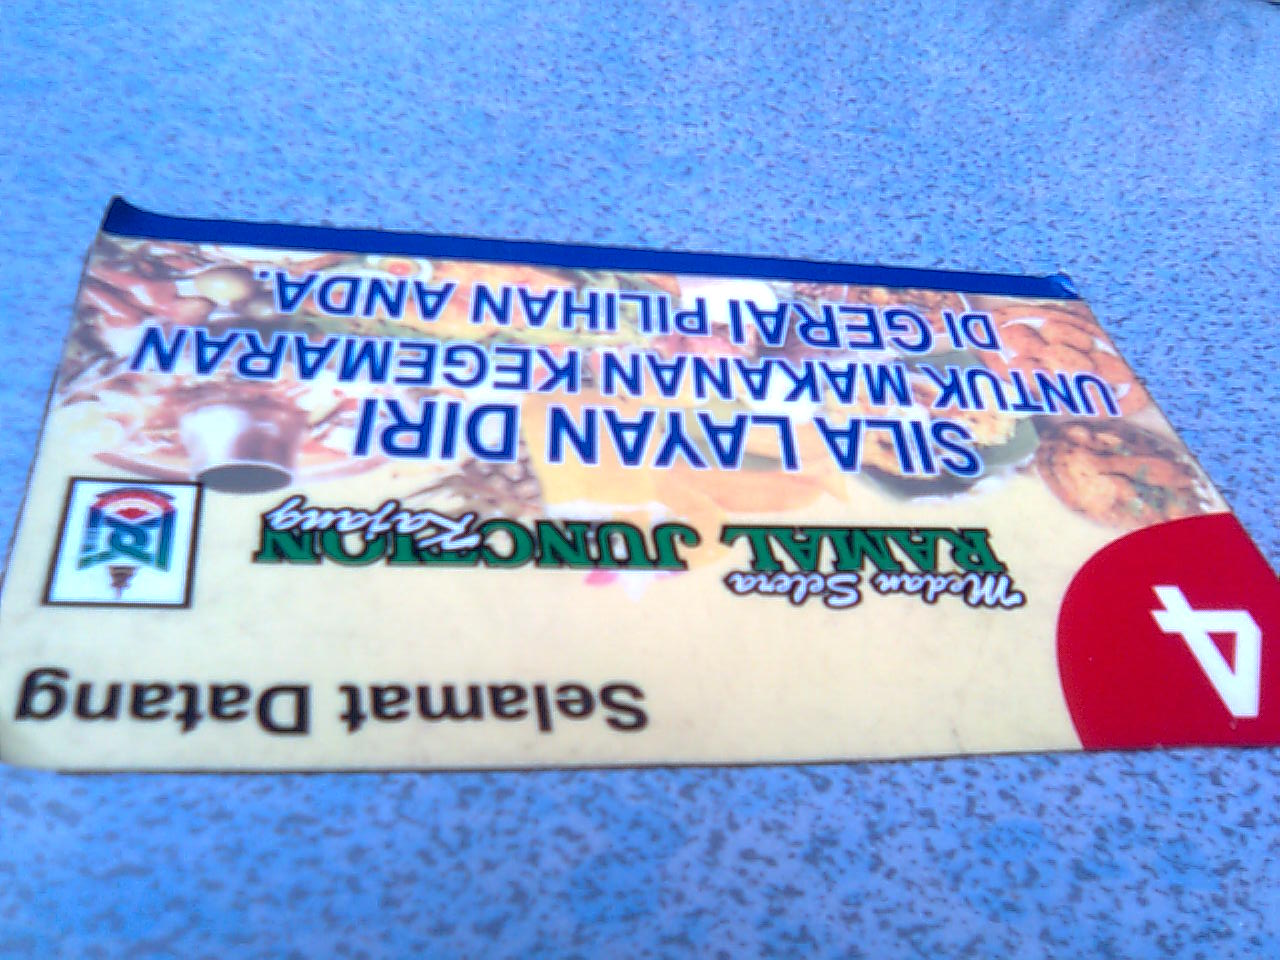 4
Selamat Datang
Medan Selera
RAMAL JUNCTION
Kajang
SILA LAYAN DIRI
UNTUK MAKANAN KEGEMARAN
DI GERAI PILIHAN ANDA.